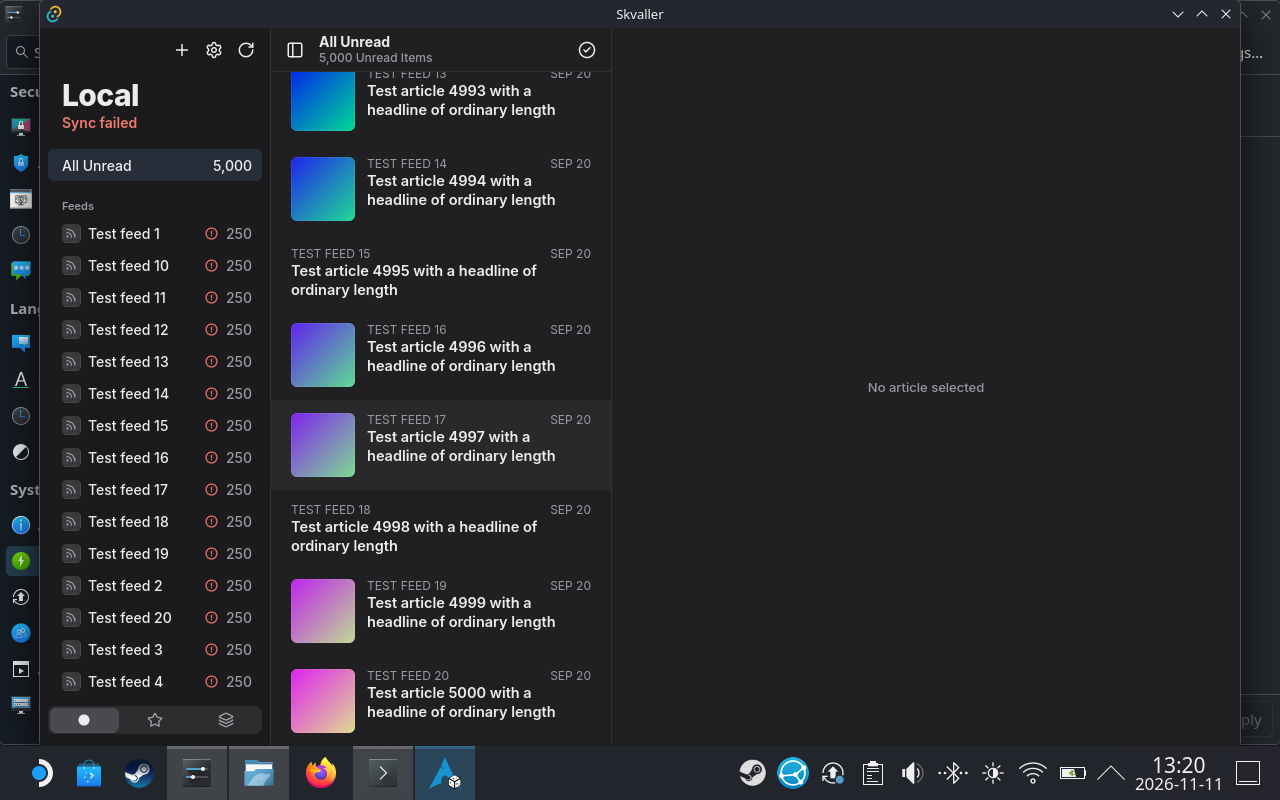 Skvaller
All Unread
5,000 Unread Items
Local
Sync failed
All Unread 5,000
Feeds
Test feed 1 250
Test feed 10 250
Test feed 11 250
Test feed 12 250
Test feed 13 250
Test feed 14 250
Test feed 15 250
Test feed 16 250
Test feed 17 250
Test feed 18 250
Test feed 19 250
Test feed 2 250
Test feed 20 250
Test feed 3 250
Test feed 4 250
TEST FEED 13 SEP 20
Test article 4993 with a
headline of ordinary length
TEST FEED 14 SEP 20
Test article 4994 with a
headline of ordinary length
TEST FEED 15 SEP 20
Test article 4995 with a headline of
ordinary length
TEST FEED 16 SEP 20
Test article 4996 with a
headline of ordinary length
TEST FEED 17 SEP 20
Test article 4997 with a
headline of ordinary length
TEST FEED 18 SEP 20
Test article 4998 with a headline of
ordinary length
TEST FEED 19 SEP 20
Test article 4999 with a
headline of ordinary length
TEST FEED 20 SEP 20
Test article 5000 with a
headline of ordinary length
No article selected
13:20
2026-11-11